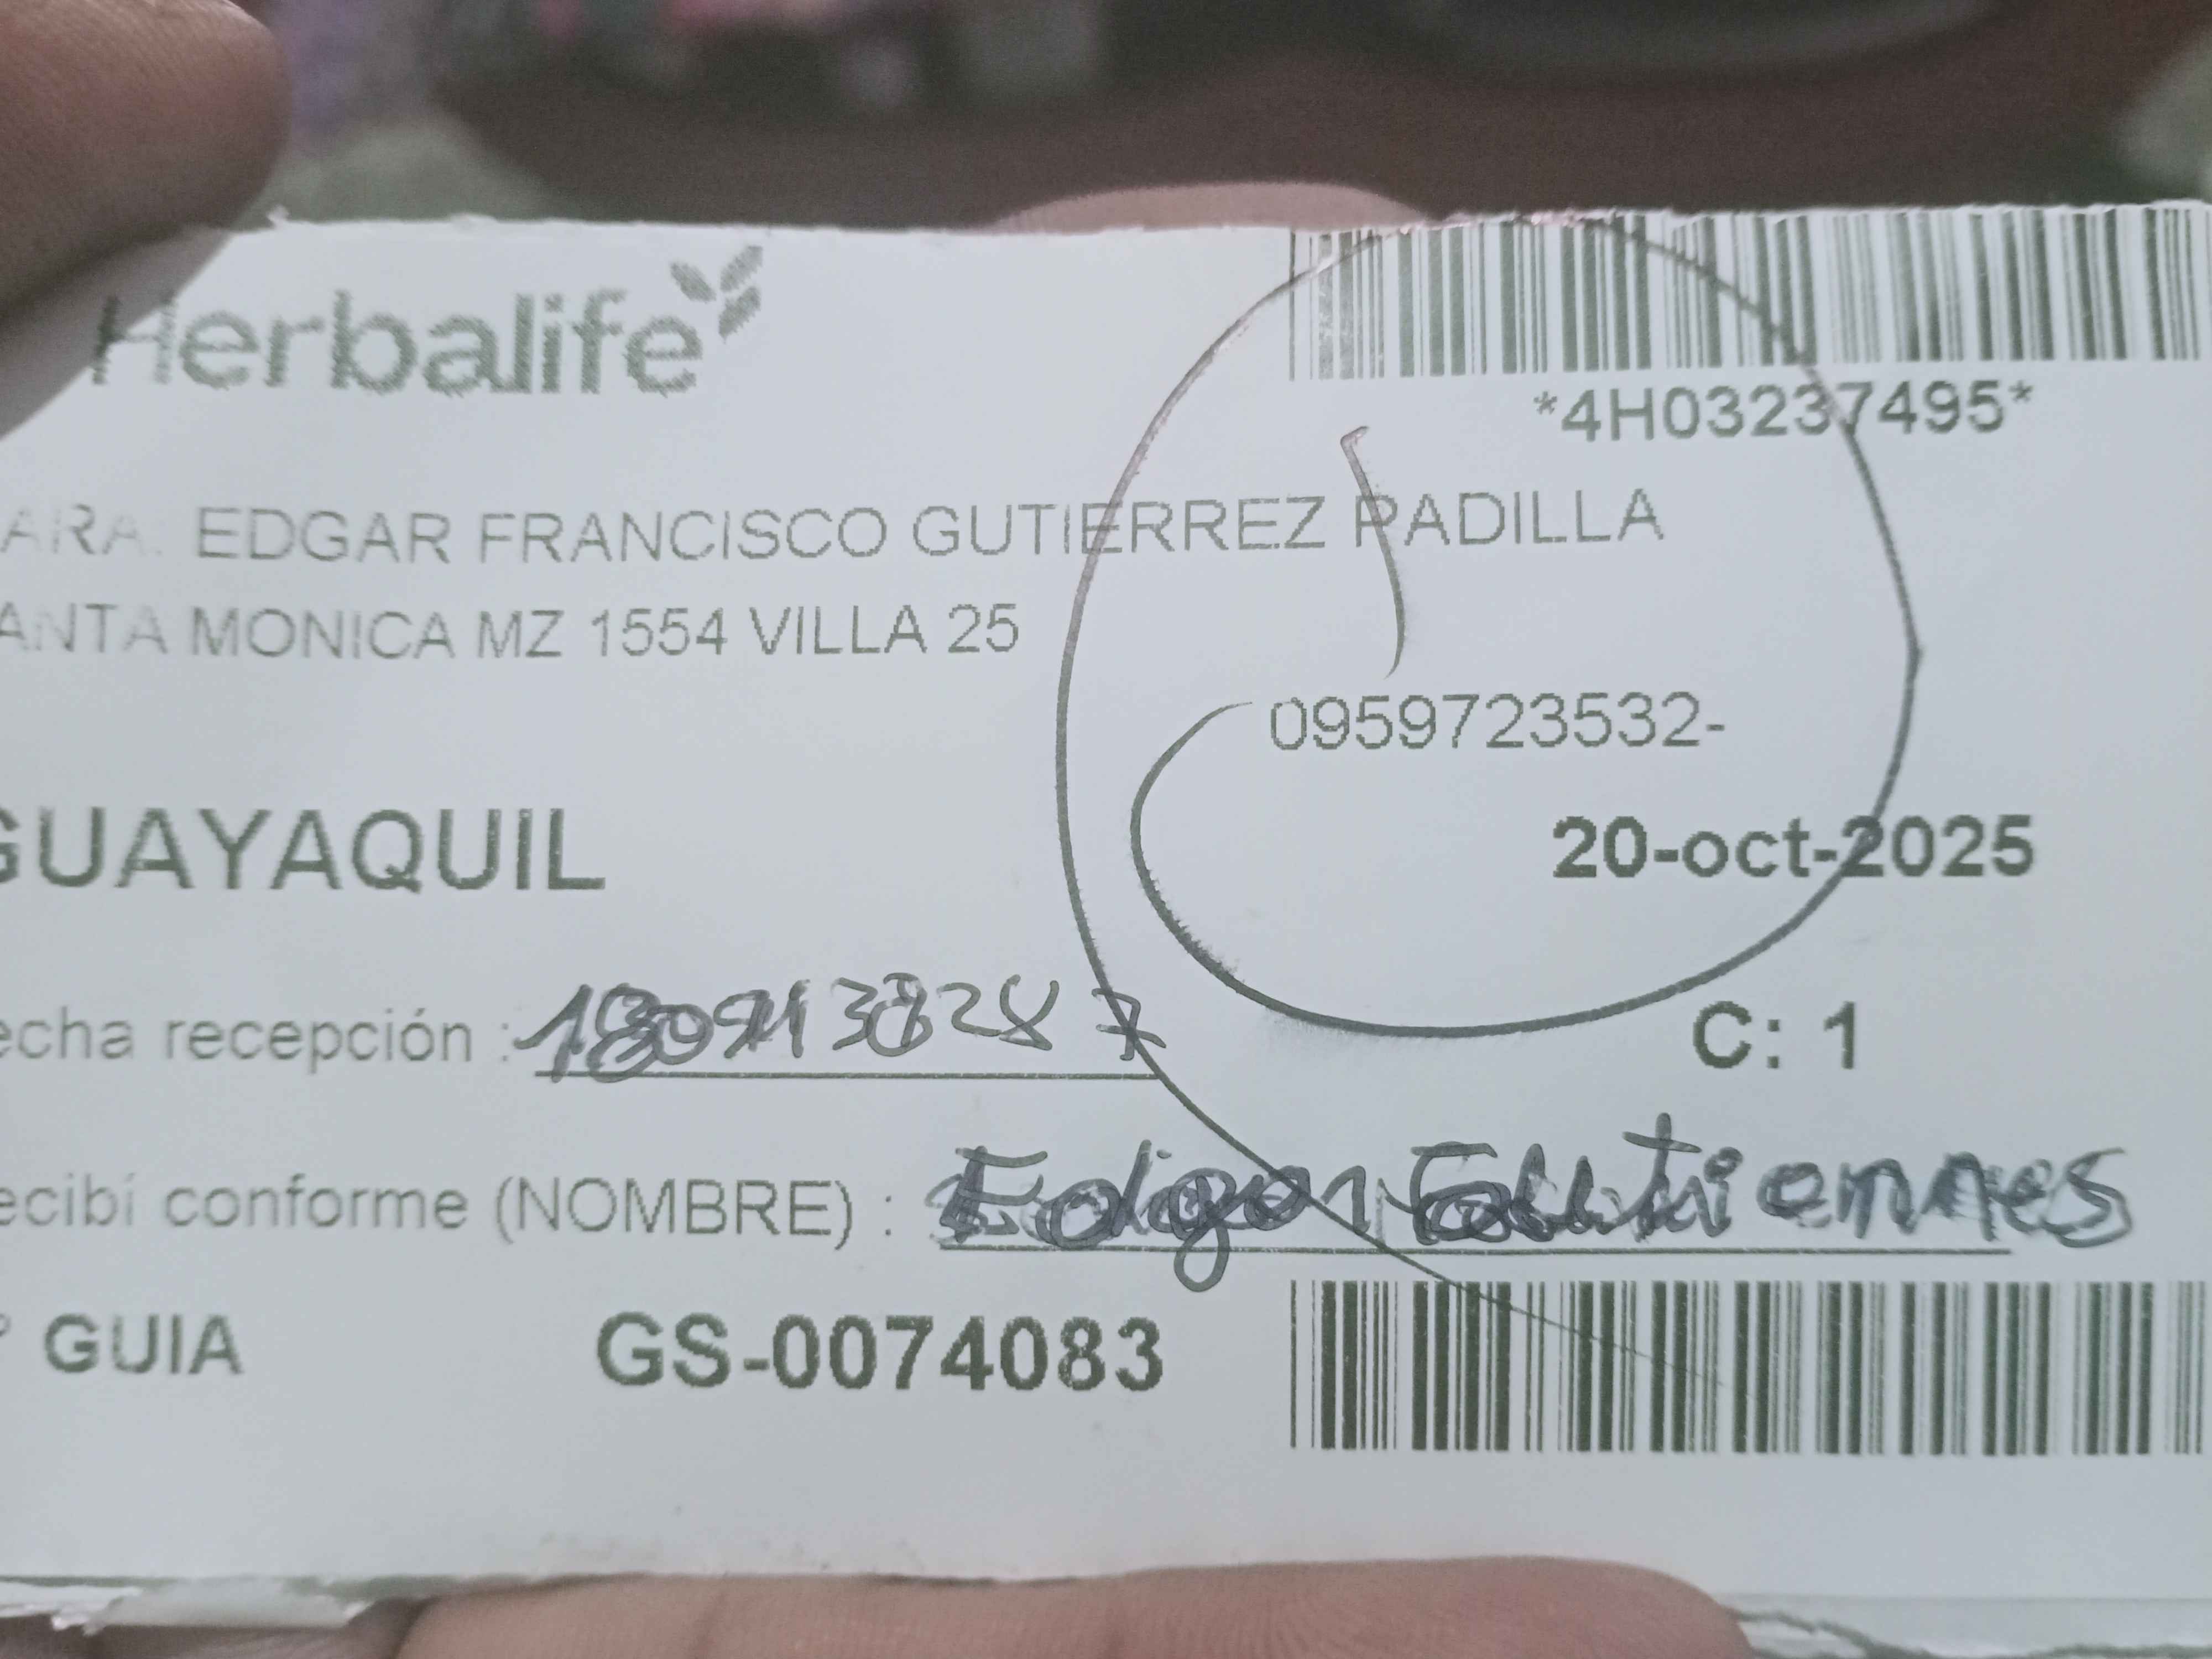 Herbalife
*4H03237495*
ARA. EDGAR FRANCISCO GUTIERREZ PADILLA
ANTA MONICA MZ 1554 VILLA 25
0959723532-
GUAYAQUIL
20-oct-2025
echa recepción :
C: 1
ecibí conforme (NOMBRE) :
GUIA GS-0074083